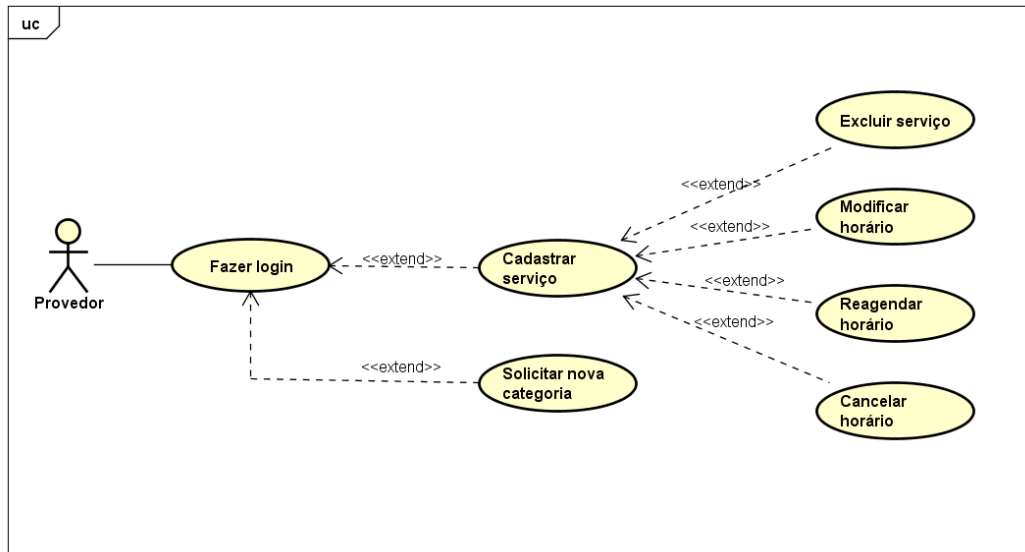 uc
Excluir serviço
<<extend>>
Modificar
horário
<<extend>>
Fazer login
<<extend>>
Cadastrar
serviço
<<extend>>
Reagendar
horário
Provedor
<<extend>>
<<extend>>
Solicitar nova
categoria
Cancelar
horário